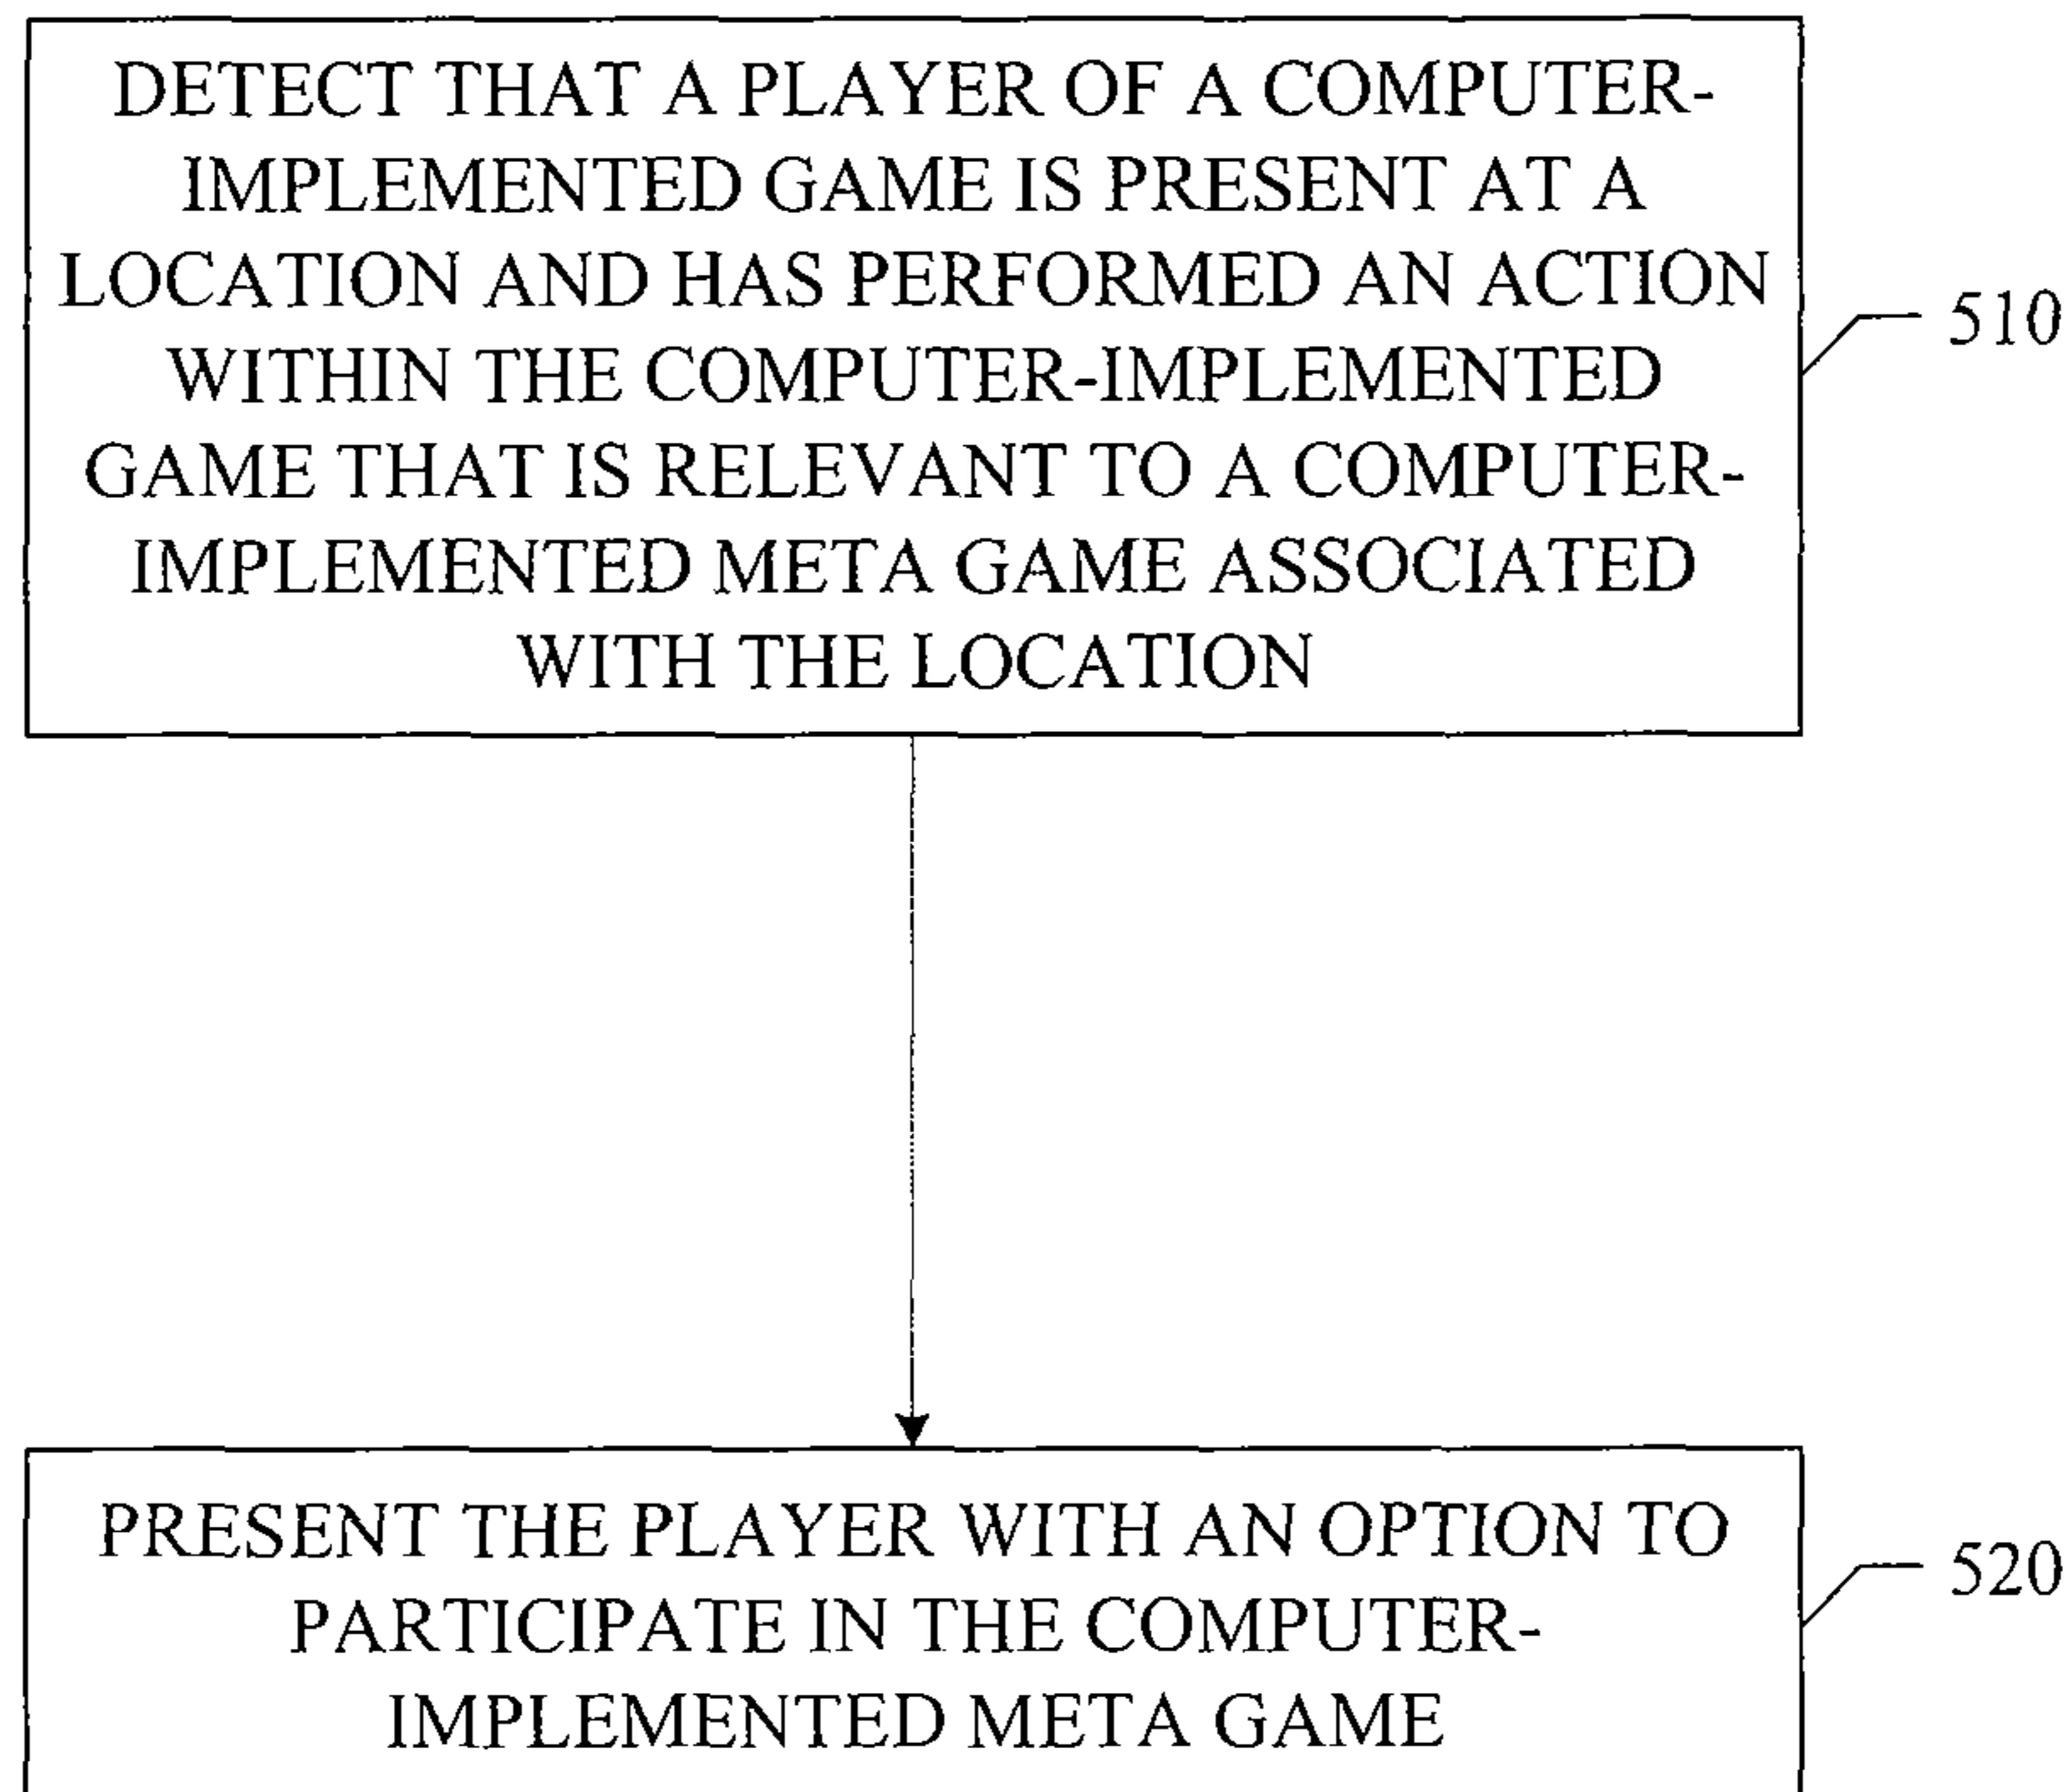 DETECT THAT A PLAYER OF A COMPUTER-
IMPLEMENTED GAME IS PRESENT AT A
LOCATION AND HAS PERFORMED AN ACTION
WITHIN THE COMPUTER-IMPLEMENTED
GAME THAT IS RELEVANT TO A COMPUTER-
IMPLEMENTED META GAME ASSOCIATED
WITH THE LOCATION
510
PRESENT THE PLAYER WITH AN OPTION TO
PARTICIPATE IN THE COMPUTER-
IMPLEMENTED META GAME
520